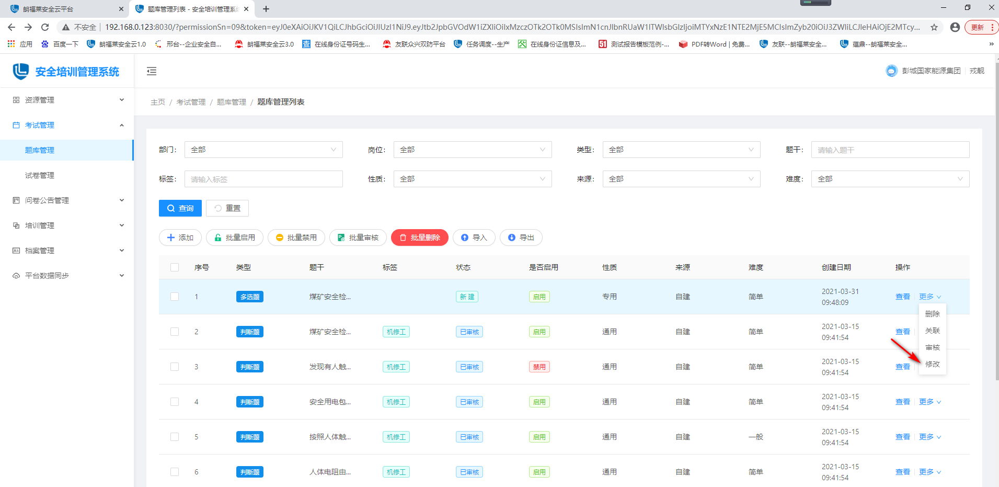 朗福莱安全云平台
题库管理列表 - 安全培训管理系统
不安全
192.168.0.123:8030/?permissionSn=09&token=eyJ0eXAiOiJKV1QiLCJhbGciOiJIUzI1NiJ9.eyJtb2JpbGVOdW1iZXIiOiIxMzczOTk2OTk0MSIsImN1cnJlbnRUaW1lTWlsbGlzIjoiMTYxNzE1NTE2MjE5MCIsImZyb20iOiJ3ZWIiLCJleHAiOjE2MTcy...
更新
应用 百度一下 朗福莱安全云1.0 邢台--企业安全自... 朗福莱安全云3.0 查 在线身份证号码生... 友联众兴双防平台 任务调度--生产 在线身份证信息及... 51 测试报告模板范例-... PDF转Word | 免费... 友联--朗福莱安全... 蕴鼎--朗福莱安全...
安全培训管理系统
彭城国家能源集团
戎靓
资源管理
考试管理
题库管理
试卷管理
问卷公告管理
培训管理
档案管理
平台数据同步
主页 / 考试管理 / 题库管理 / 题库管理列表
部门： 全部 岗位： 全部 类型： 全部 题干： 请输入题干
标签： 请输入标签 性质： 全部 来源： 全部 难度： 全部
查询 重置
添加 批量启用 批量禁用 批量审核 批量删除 导入 导出
序号 类型 题干 标签 状态 是否启用 性质 来源 难度 创建日期 操作
1 多选题 煤矿安全检... 新建 启用 专用 自建 简单 2021-03-31 09:48:09 查看 更多
删除
关联
审核
修改
2 判断题 煤矿安全检... 机修工 已审核 启用 通用 自建 简单 2021-03-15 09:41:54 查看
3 判断题 发现有人触... 机修工 已审核 禁用 通用 自建 简单 2021-03-15 09:41:54 查看
4 判断题 安全用电包... 机修工 已审核 启用 通用 自建 简单 2021-03-15 09:41:54 查看 更多
5 判断题 按照人体触... 机修工 已审核 启用 通用 自建 一般 2021-03-15 09:41:54 查看 更多
6 判断题 人体电阻由... 机修工 已审核 启用 通用 自建 简单 2021-03-15 09:41:54 查看 更多